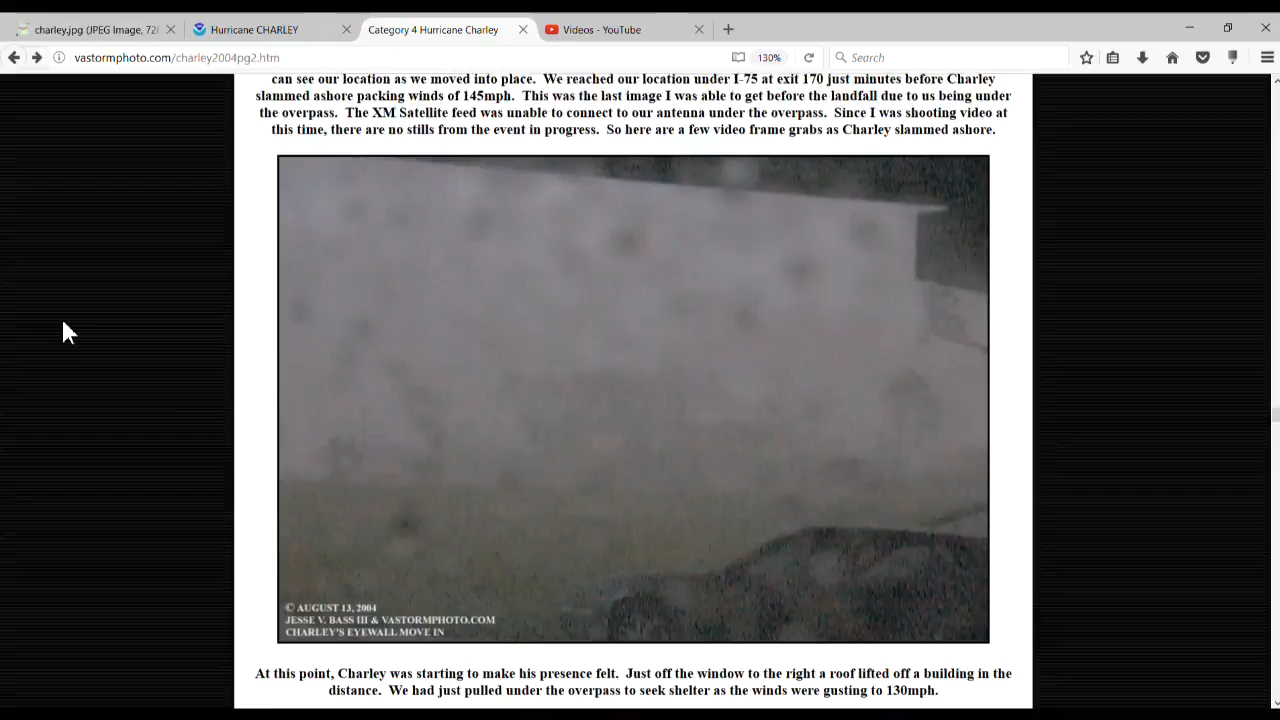 charley.jpg (JPEG Image, 72
Hurricane CHARLEY
Category 4 Hurricane Charley
Videos - YouTube
vastormphoto.com/charley2004pg2.htm
130%
Search
can see our location as we moved into place. We reached our location under I-75 at exit 170 just minutes before Charley
slammed ashore packing winds of 145mph. This was the last image I was able to get before the landfall due to us being under
the overpass. The XM Satellite feed was unable to connect to our antenna under the overpass. Since I was shooting video at
this time, there are no stills from the event in progress. So here are a few video frame grabs as Charley slammed ashore.
© AUGUST 13, 2004
JESSE V. BASS III & VASTORMPHOTO.COM
CHARLEY'S EYEWALL MOVE IN
At this point, Charley was starting to make his presence felt. Just off the window to the right a roof lifted off a building in the
distance. We had just pulled under the overpass to seek shelter as the winds were gusting to 130mph.